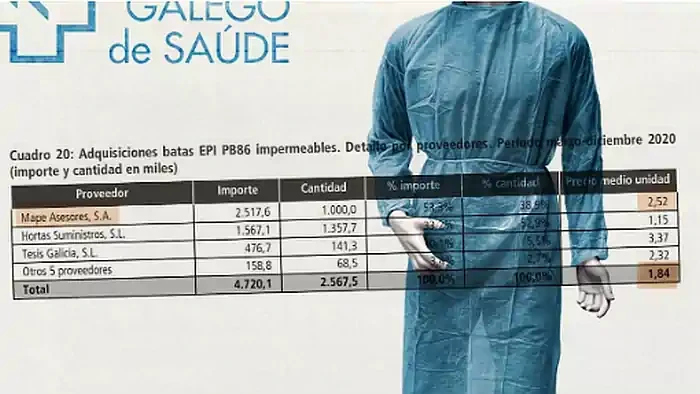 GALEGO
de SAÚDE
Cuadro 20: Adquisiciones batas EPI PB86 impermeables. Detalle por proveedores. Período marzo-diciembre 2020
(importe y cantidad en miles)
Proveedor Importe Cantidad % importe % cantidad Precio medio unidad
Mape Asesores, S.A. 2.517,6 1.000,0 53,3% 38,9% 2,52
Hortas Suministros, S.L. 1.567,1 1.357,7 52,9% 1,15
Tesis Galicia, S.L. 476,7 141,3 5,5% 3,37
Otros 5 proveedores 158,8 68,5 2,7% 2,32
Total 4.720,1 2.567,5 100,0% 100,0% 1,84